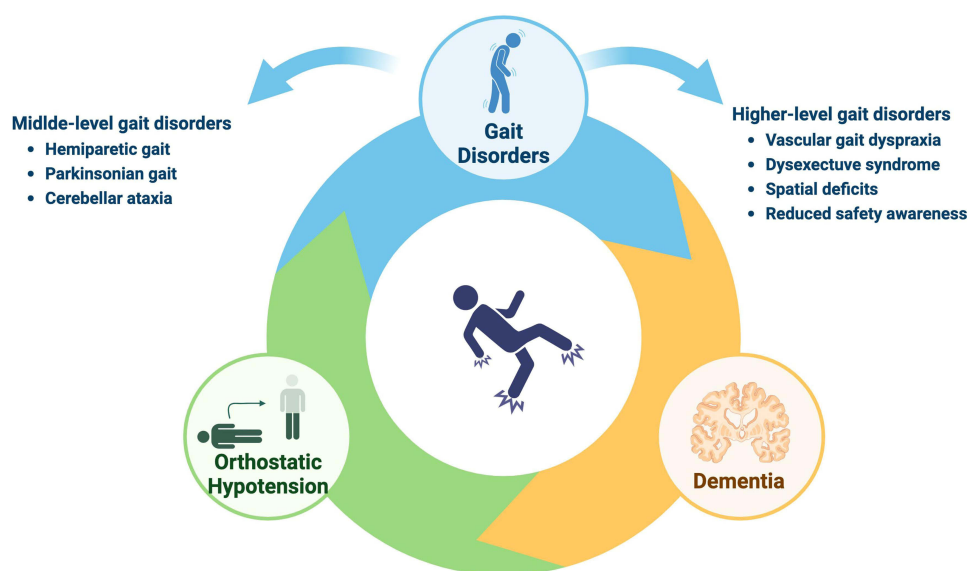 Gait
Disorders
Midlde-level gait disorders
• Hemiparetic gait
• Parkinsonian gait
• Cerebellar ataxia
Higher-level gait disorders
• Vascular gait dyspraxia
• Dysexectuve syndrome
• Spatial deficits
• Reduced safety awareness
Orthostatic
Hypotension
Dementia